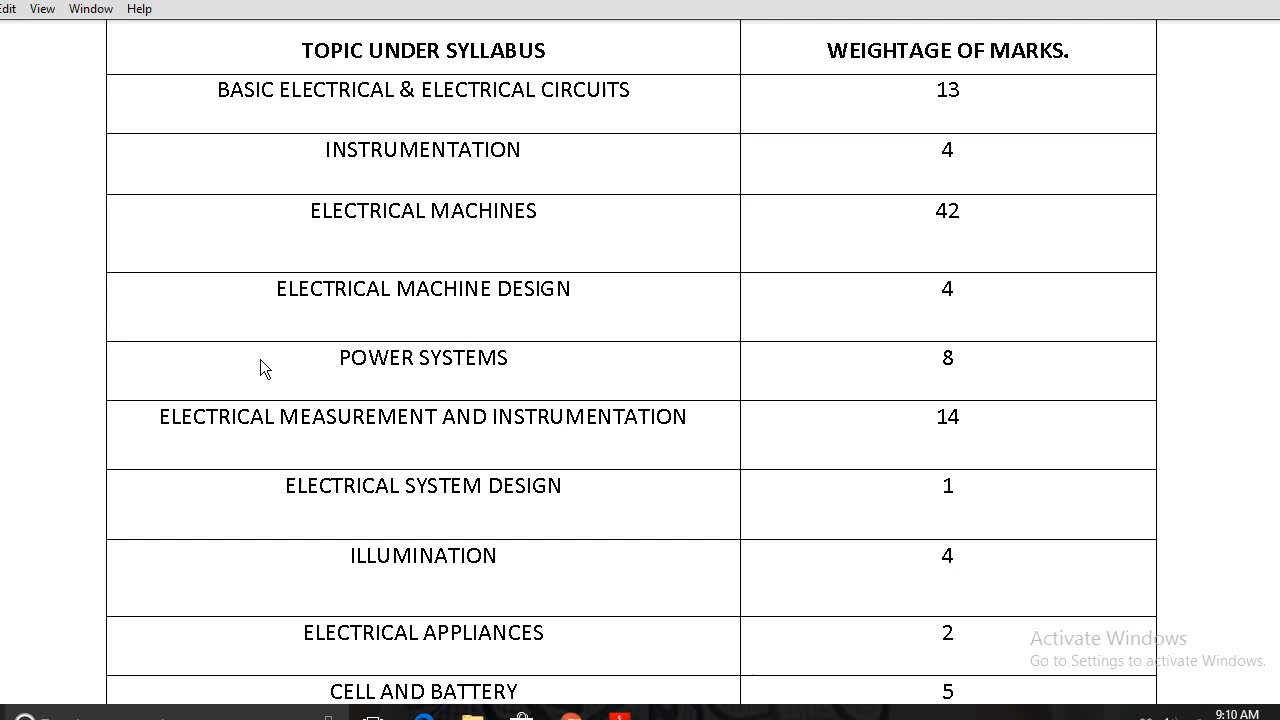 Edit View Window Help
TOPIC UNDER SYLLABUS WEIGHTAGE OF MARKS.
BASIC ELECTRICAL & ELECTRICAL CIRCUITS 13
INSTRUMENTATION 4
ELECTRICAL MACHINES 42
ELECTRICAL MACHINE DESIGN 4
POWER SYSTEMS 8
ELECTRICAL MEASUREMENT AND INSTRUMENTATION 14
ELECTRICAL SYSTEM DESIGN 1
ILLUMINATION 4
ELECTRICAL APPLIANCES 2
Activate Windows
Go to Settings to activate Windows.
CELL AND BATTERY 5
9:10 AM